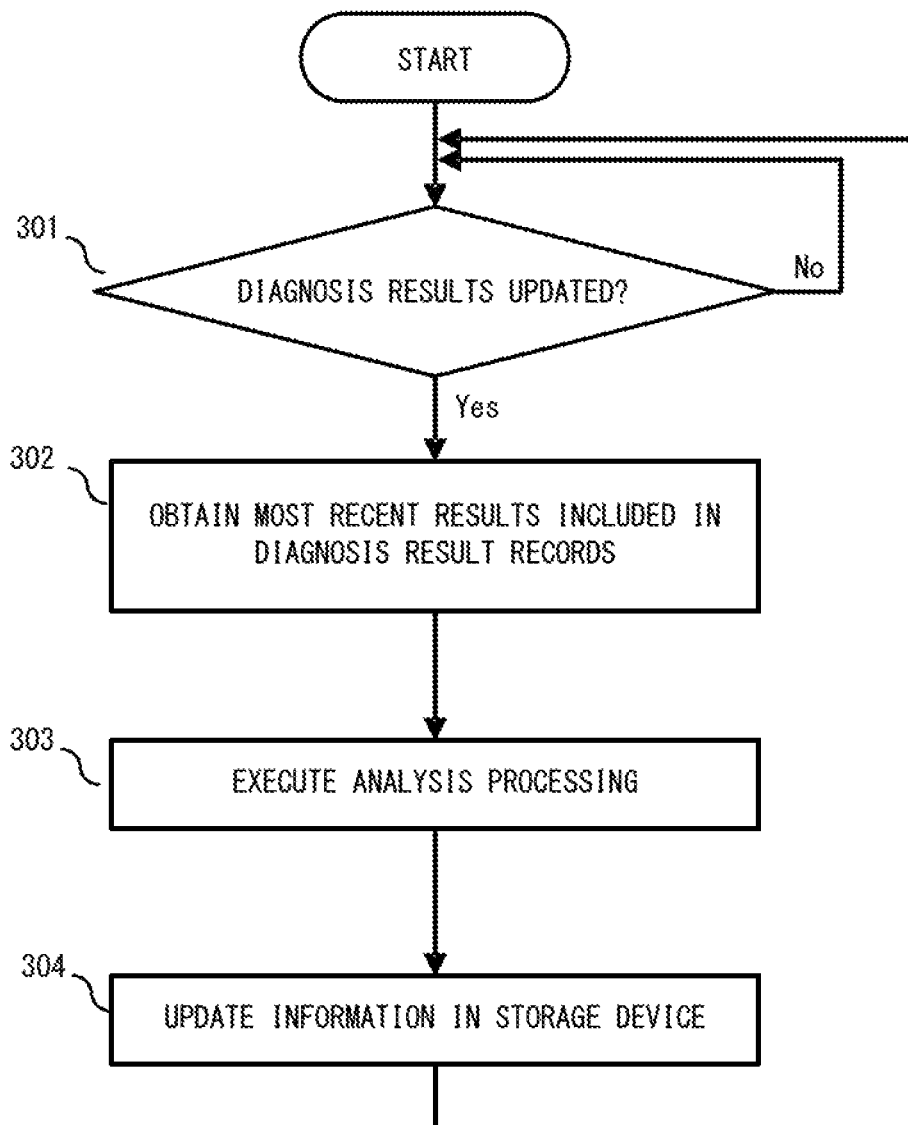 START
301
DIAGNOSIS RESULTS UPDATED?
No
Yes
302
OBTAIN MOST RECENT RESULTS INCLUDED IN
DIAGNOSIS RESULT RECORDS
303
EXECUTE ANALYSIS PROCESSING
304
UPDATE INFORMATION IN STORAGE DEVICE